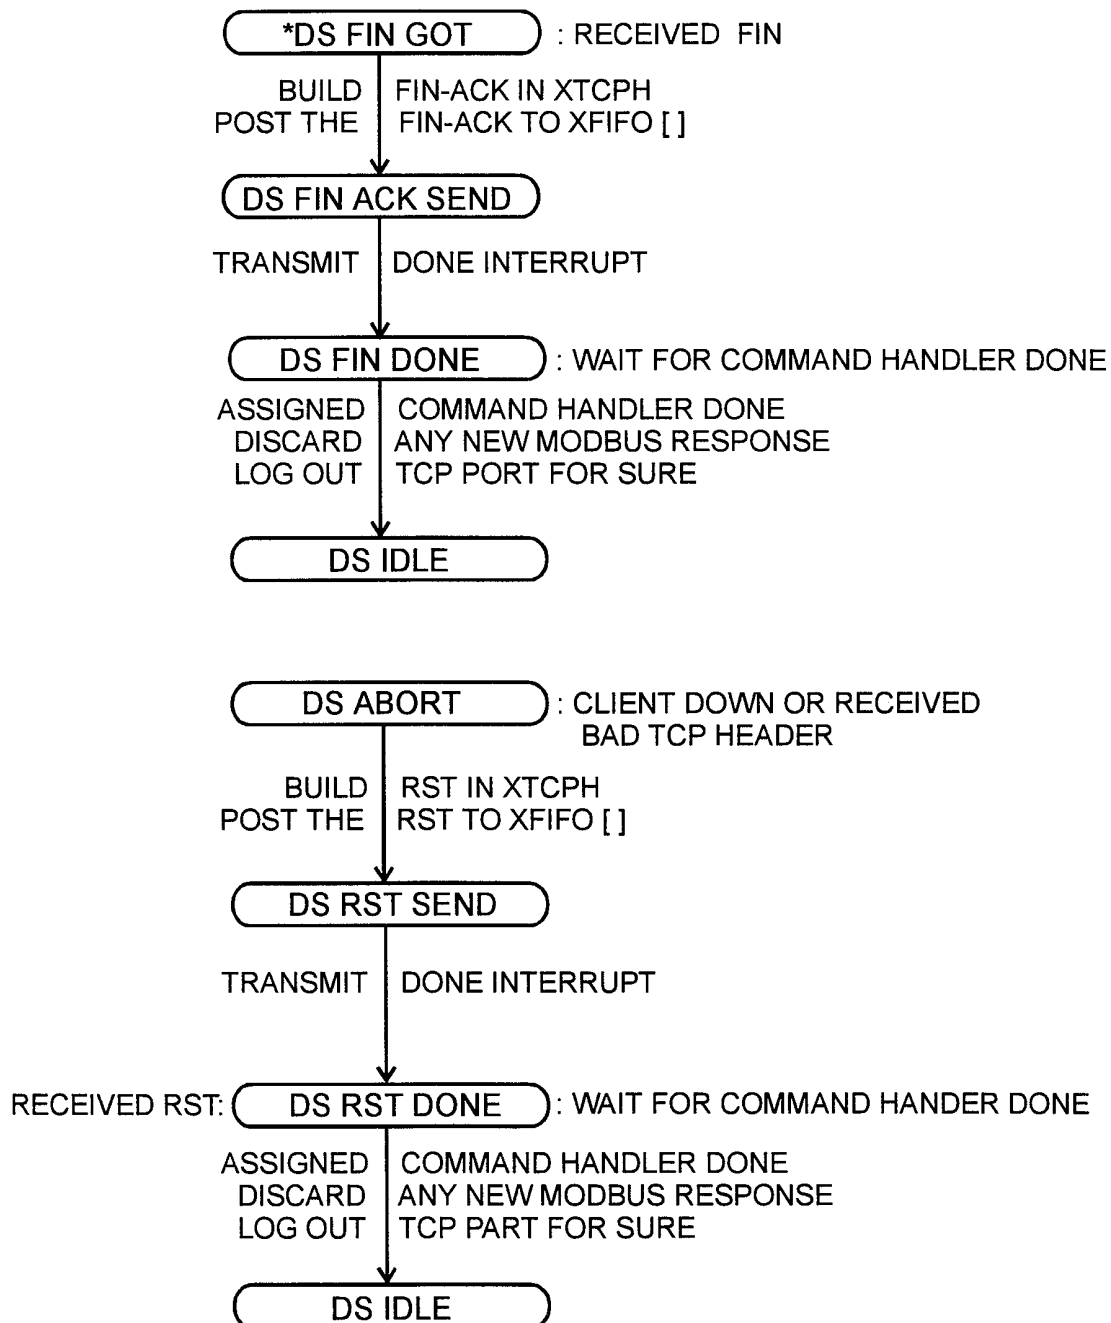 *DS FIN GOT : RECEIVED FIN
BUILD FIN-ACK IN XTCPH
POST THE FIN-ACK TO XFIFO [ ]
DS FIN ACK SEND
TRANSMIT DONE INTERRUPT
DS FIN DONE : WAIT FOR COMMAND HANDLER DONE
ASSIGNED COMMAND HANDLER DONE
DISCARD ANY NEW MODBUS RESPONSE
LOG OUT TCP PORT FOR SURE
DS IDLE
DS ABORT : CLIENT DOWN OR RECEIVED
BAD TCP HEADER
BUILD RST IN XTCPH
POST THE RST TO XFIFO [ ]
DS RST SEND
TRANSMIT DONE INTERRUPT
RECEIVED RST: DS RST DONE : WAIT FOR COMMAND HANDER DONE
ASSIGNED COMMAND HANDLER DONE
DISCARD ANY NEW MODBUS RESPONSE
LOG OUT TCP PART FOR SURE
DS IDLE